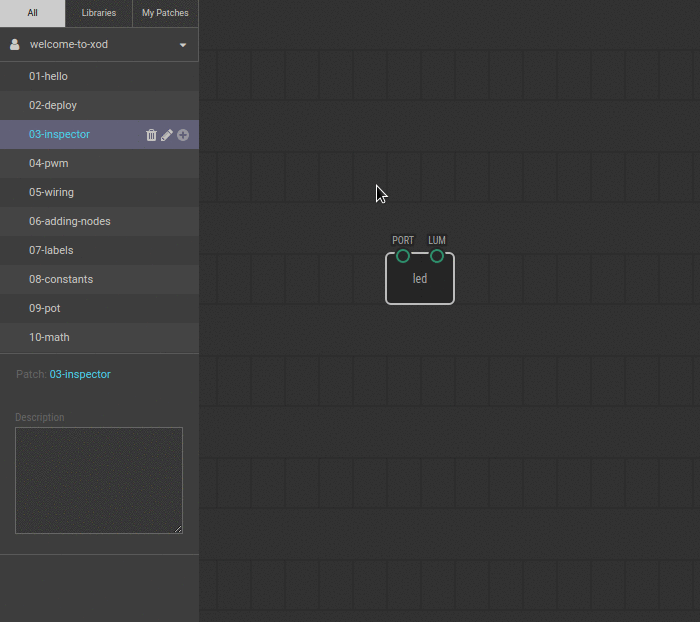 All Libraries My Patches
welcome-to-xod
01-hello
02-deploy
03-inspector
04-pwm
05-wiring
06-adding-nodes
07-labels
08-constants
09-pot
10-math
Patch: 03-inspector
Description
PORT LUM
led